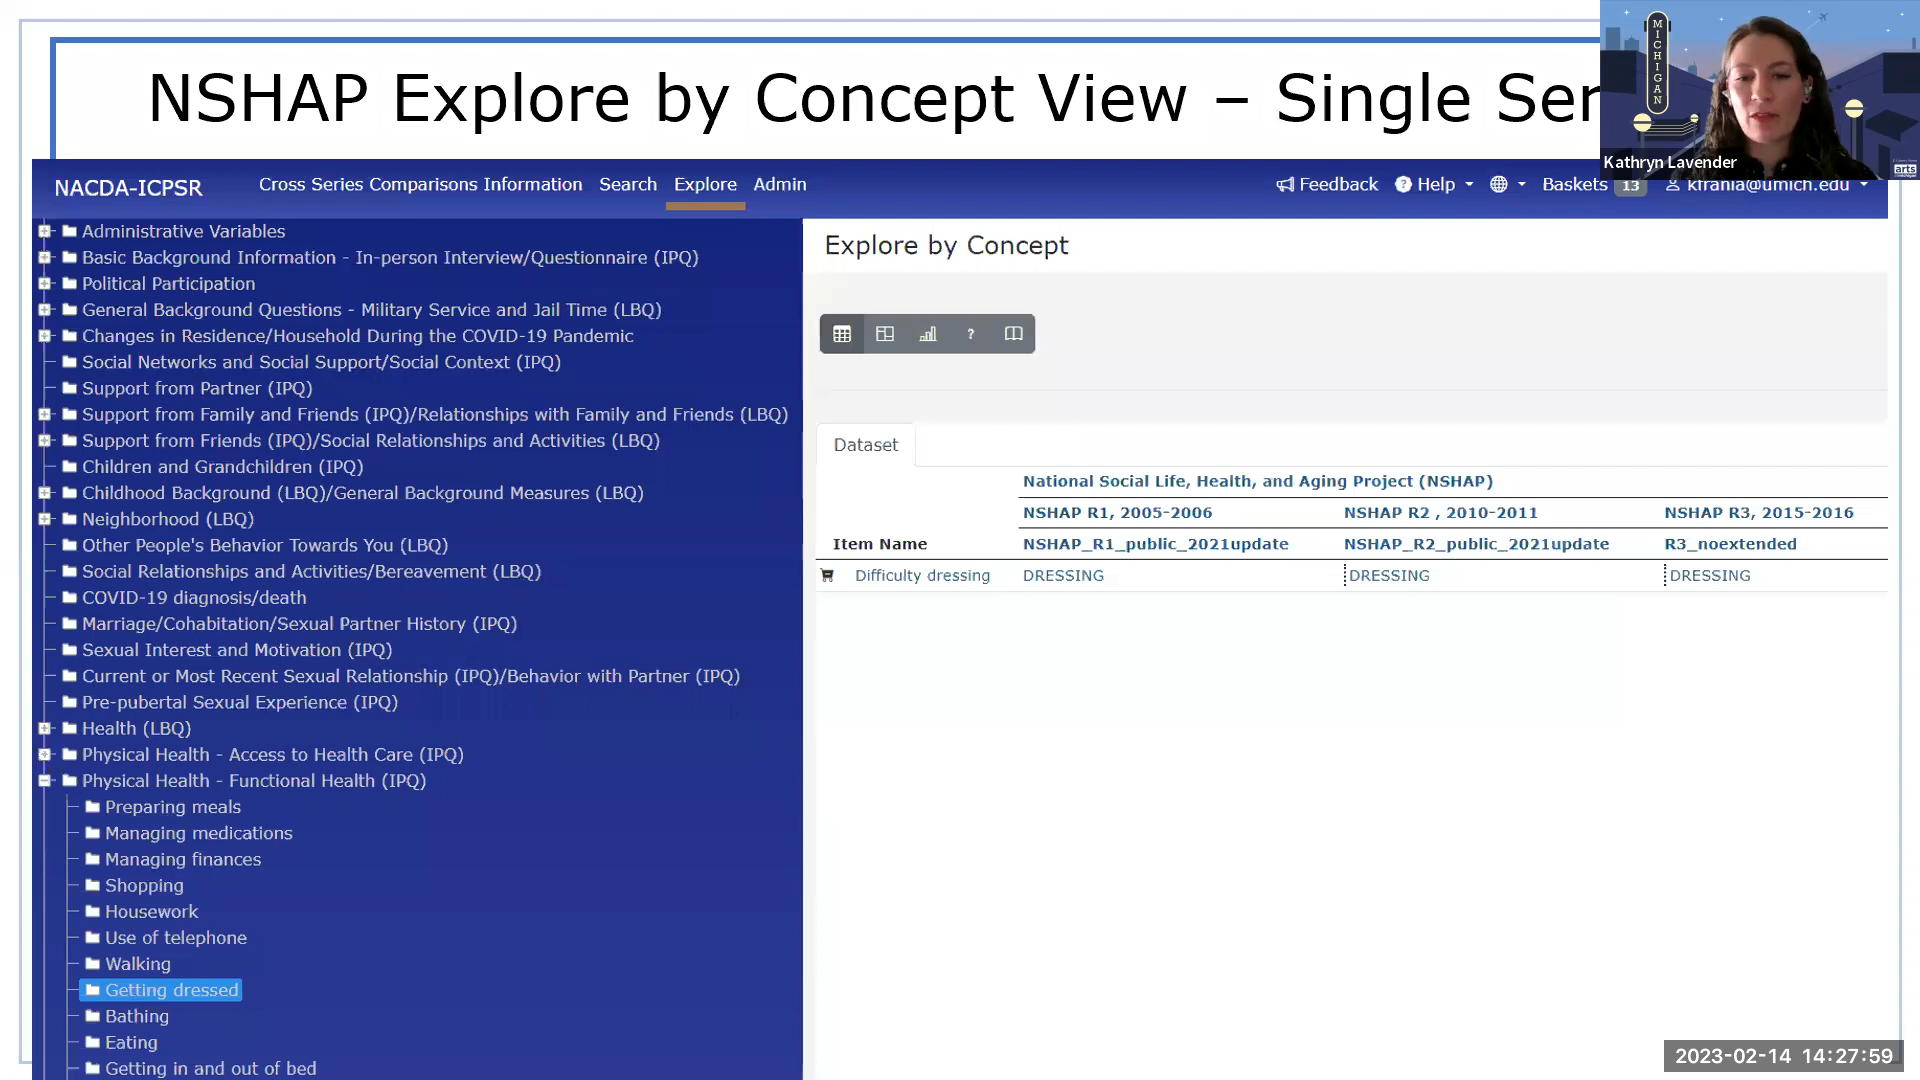 NSHAP Explore by Concept View – Single Ser
MICHIGAN
Kathryn Lavender
arts
NACDA-ICPSR
Cross Series Comparisons Information Search Explore Admin
Feedback ? Help Baskets 13 kfrania@umich.edu
Administrative Variables
Basic Background Information - In-person Interview/Questionnaire (IPQ)
Political Participation
General Background Questions - Military Service and Jail Time (LBQ)
Changes in Residence/Household During the COVID-19 Pandemic
Social Networks and Social Support/Social Context (IPQ)
Support from Partner (IPQ)
Support from Family and Friends (IPQ)/Relationships with Family and Friends (LBQ)
Support from Friends (IPQ)/Social Relationships and Activities (LBQ)
Children and Grandchildren (IPQ)
Childhood Background (LBQ)/General Background Measures (LBQ)
Neighborhood (LBQ)
Other People's Behavior Towards You (LBQ)
Social Relationships and Activities/Bereavement (LBQ)
COVID-19 diagnosis/death
Marriage/Cohabitation/Sexual Partner History (IPQ)
Sexual Interest and Motivation (IPQ)
Current or Most Recent Sexual Relationship (IPQ)/Behavior with Partner (IPQ)
Pre-pubertal Sexual Experience (IPQ)
Health (LBQ)
Physical Health - Access to Health Care (IPQ)
Physical Health - Functional Health (IPQ)
Preparing meals
Managing medications
Managing finances
Shopping
Housework
Use of telephone
Walking
Getting dressed
Bathing
Eating
Getting in and out of bed
Explore by Concept
?
Dataset
National Social Life, Health, and Aging Project (NSHAP)
NSHAP R1, 2005-2006 NSHAP R2 , 2010-2011 NSHAP R3, 2015-2016
Item Name NSHAP_R1_public_2021update NSHAP_R2_public_2021update R3_noextended
Difficulty dressing DRESSING DRESSING DRESSING
2023-02-14 14:27:59